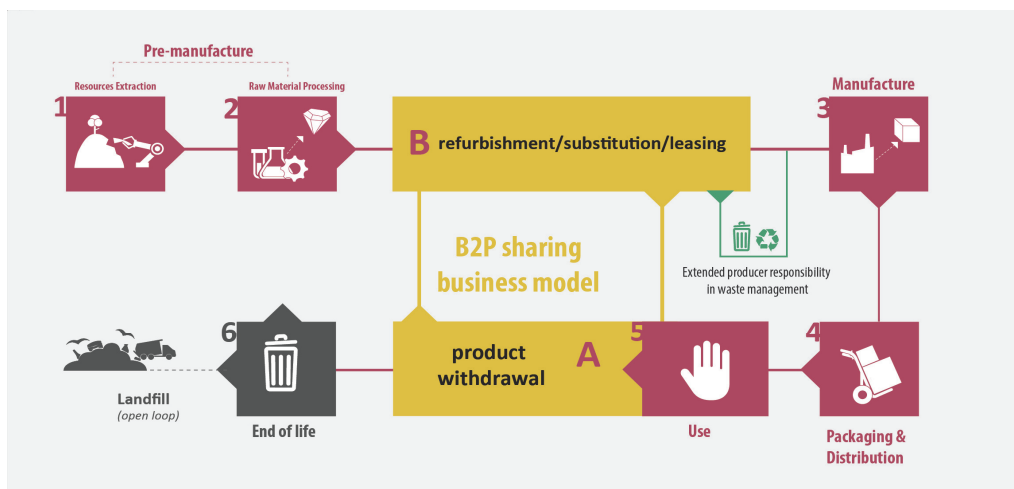 Pre-manufacture
Resources Extraction
1
Raw Material Processing
2
B refurbishment/substitution/leasing
Manufacture
3
B2P sharing
business model
Extended producer responsibility
in waste management
Landfill
(open loop)
6
End of life
product
withdrawal
A
5
Use
4
Packaging &
Distribution